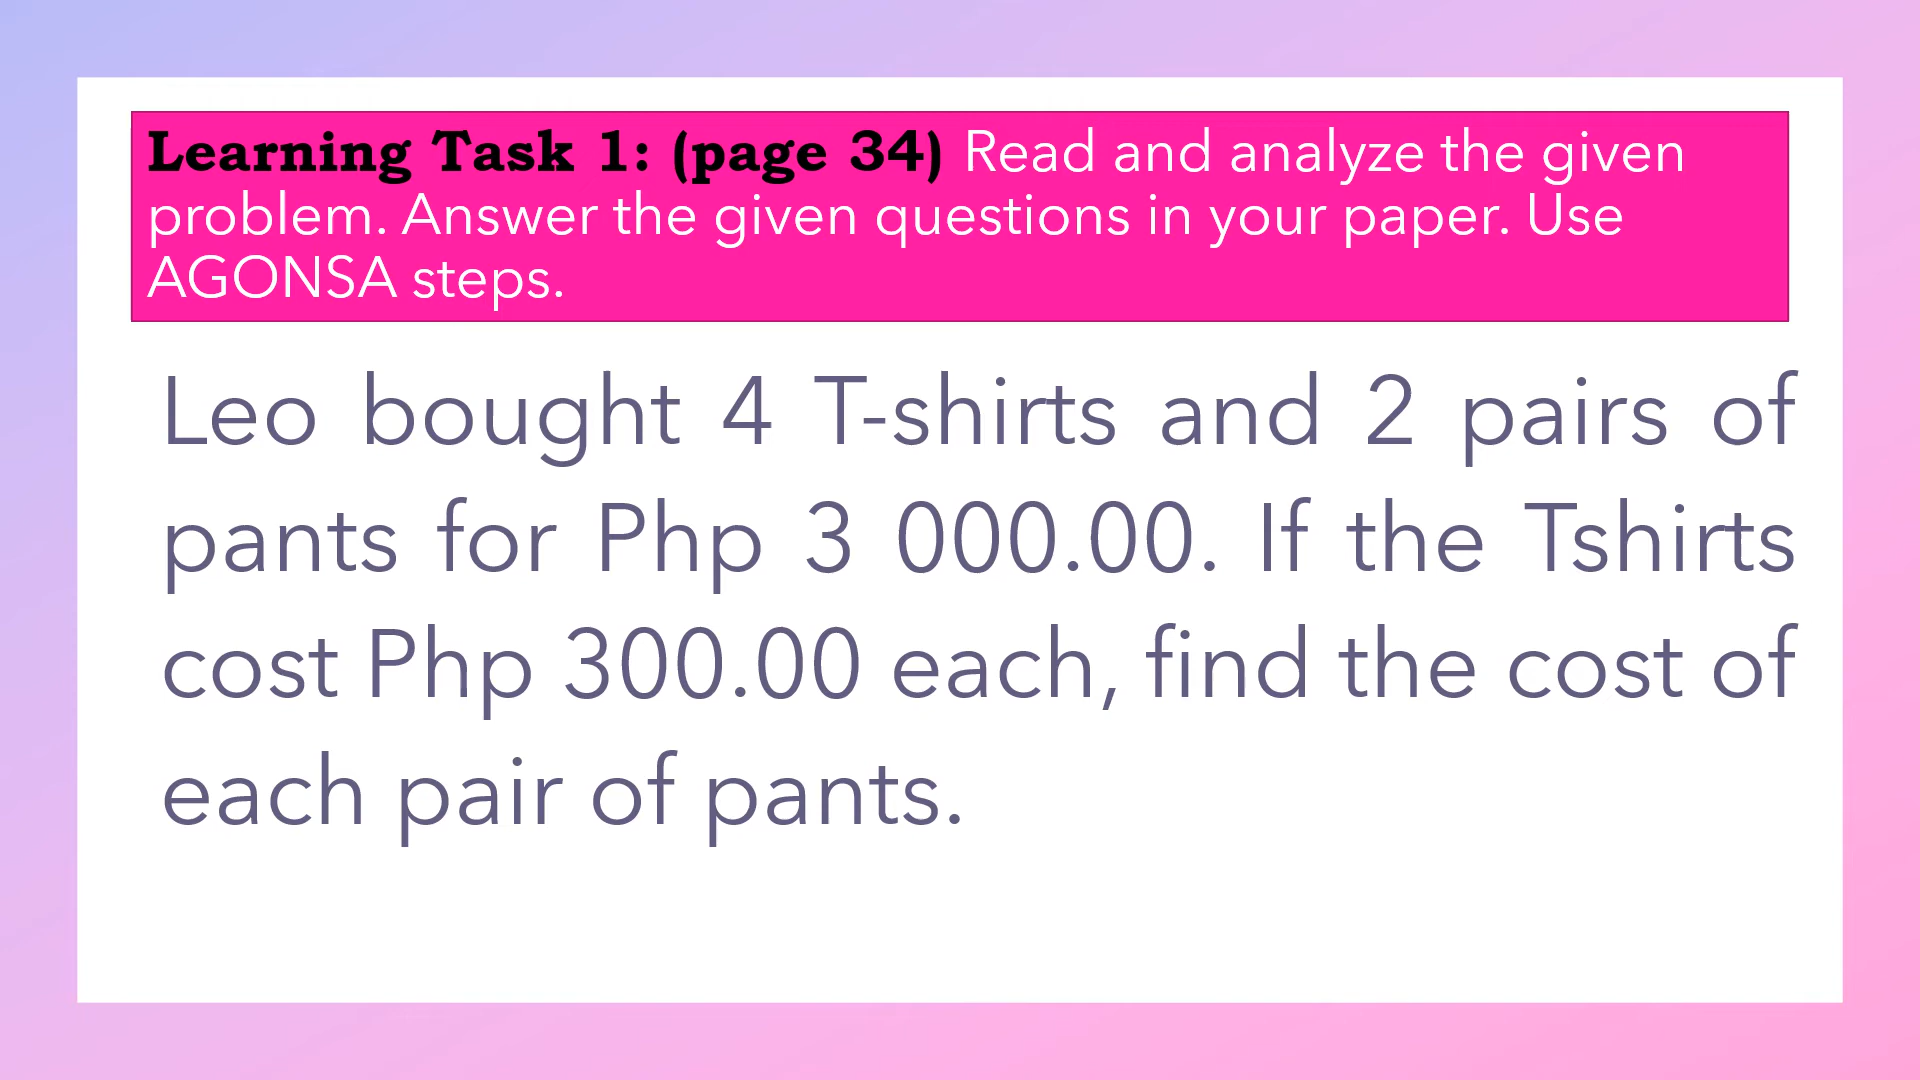 Learning Task 1: (page 34) Read and analyze the given
problem. Answer the given questions in your paper. Use
AGONSA steps.
Leo bought 4 T-shirts and 2 pairs of
pants for Php 3 000.00. If the Tshirts
cost Php 300.00 each, find the cost of
each pair of pants.